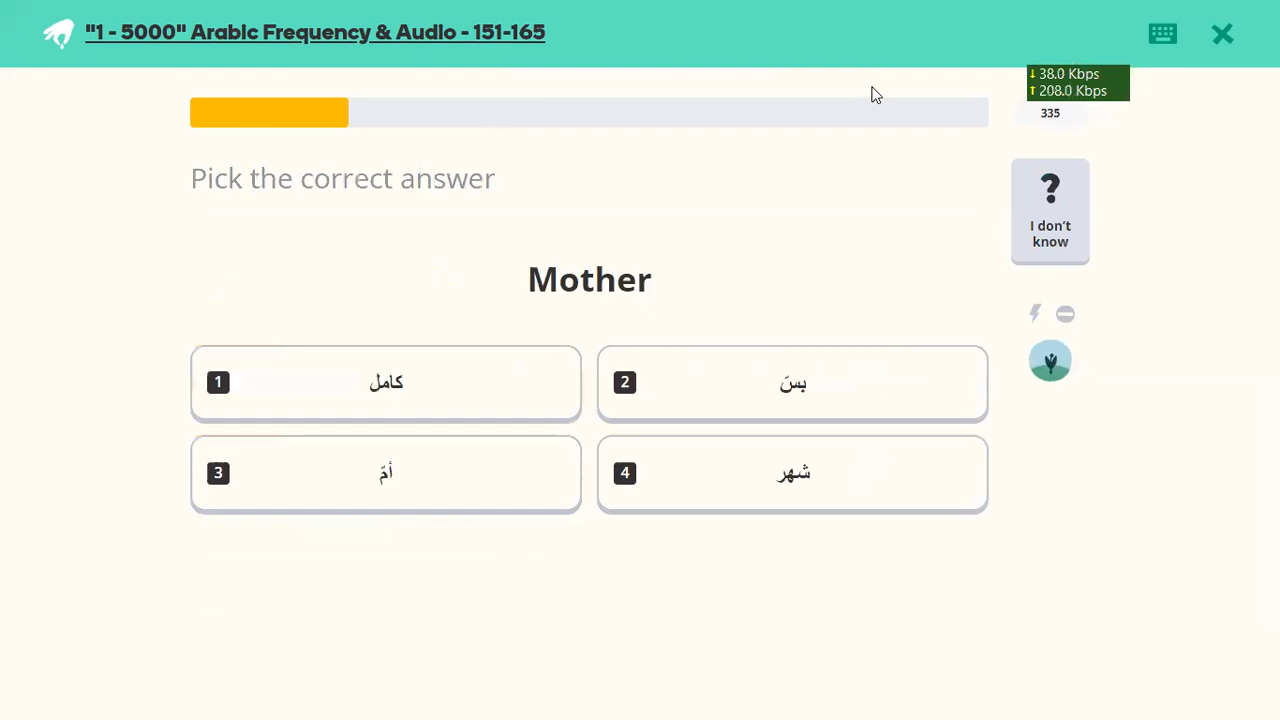 "1 - 5000" Arabic Frequency & Audio - 151-165
↓ 38.0 Kbps
↑ 208.0 Kbps
335
Pick the correct answer
?
I don't
know
Mother
1 كامل
2 بسّ
3 أمّ
4 شهر